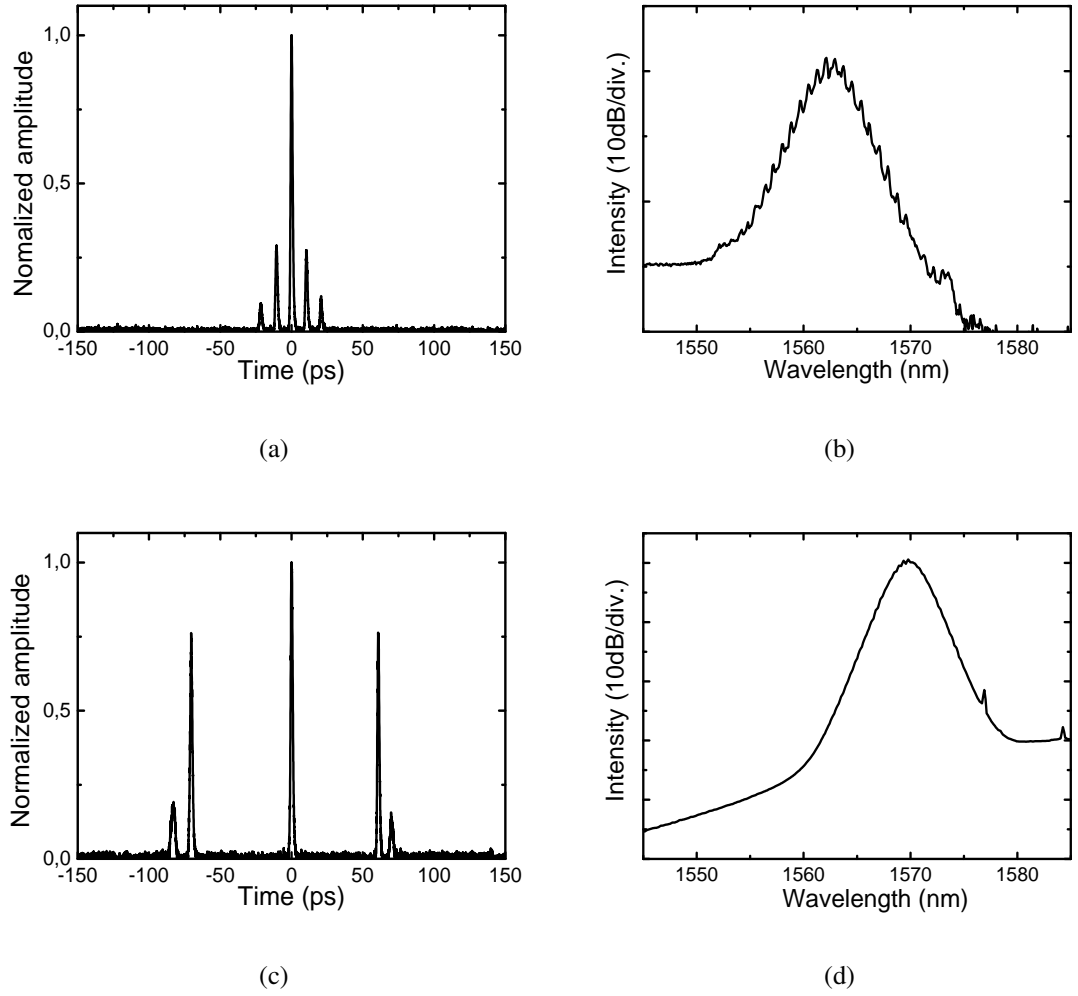 1,0
0,5
0,0
Nomalized amplitude
-150 -100 -50 0 50 100 150
Time (ps)
(a)
Intensity (10dB/div.)
1550 1560 1570 1580
Wavelength (nm)
(b)
1,0
0,5
0,0
Normalized amplitude
-150 -100 -50 0 50 100 150
Time (ps)
(c)
Intensity (10dB/div.)
1550 1560 1570 1580
Wavelength (nm)
(d)